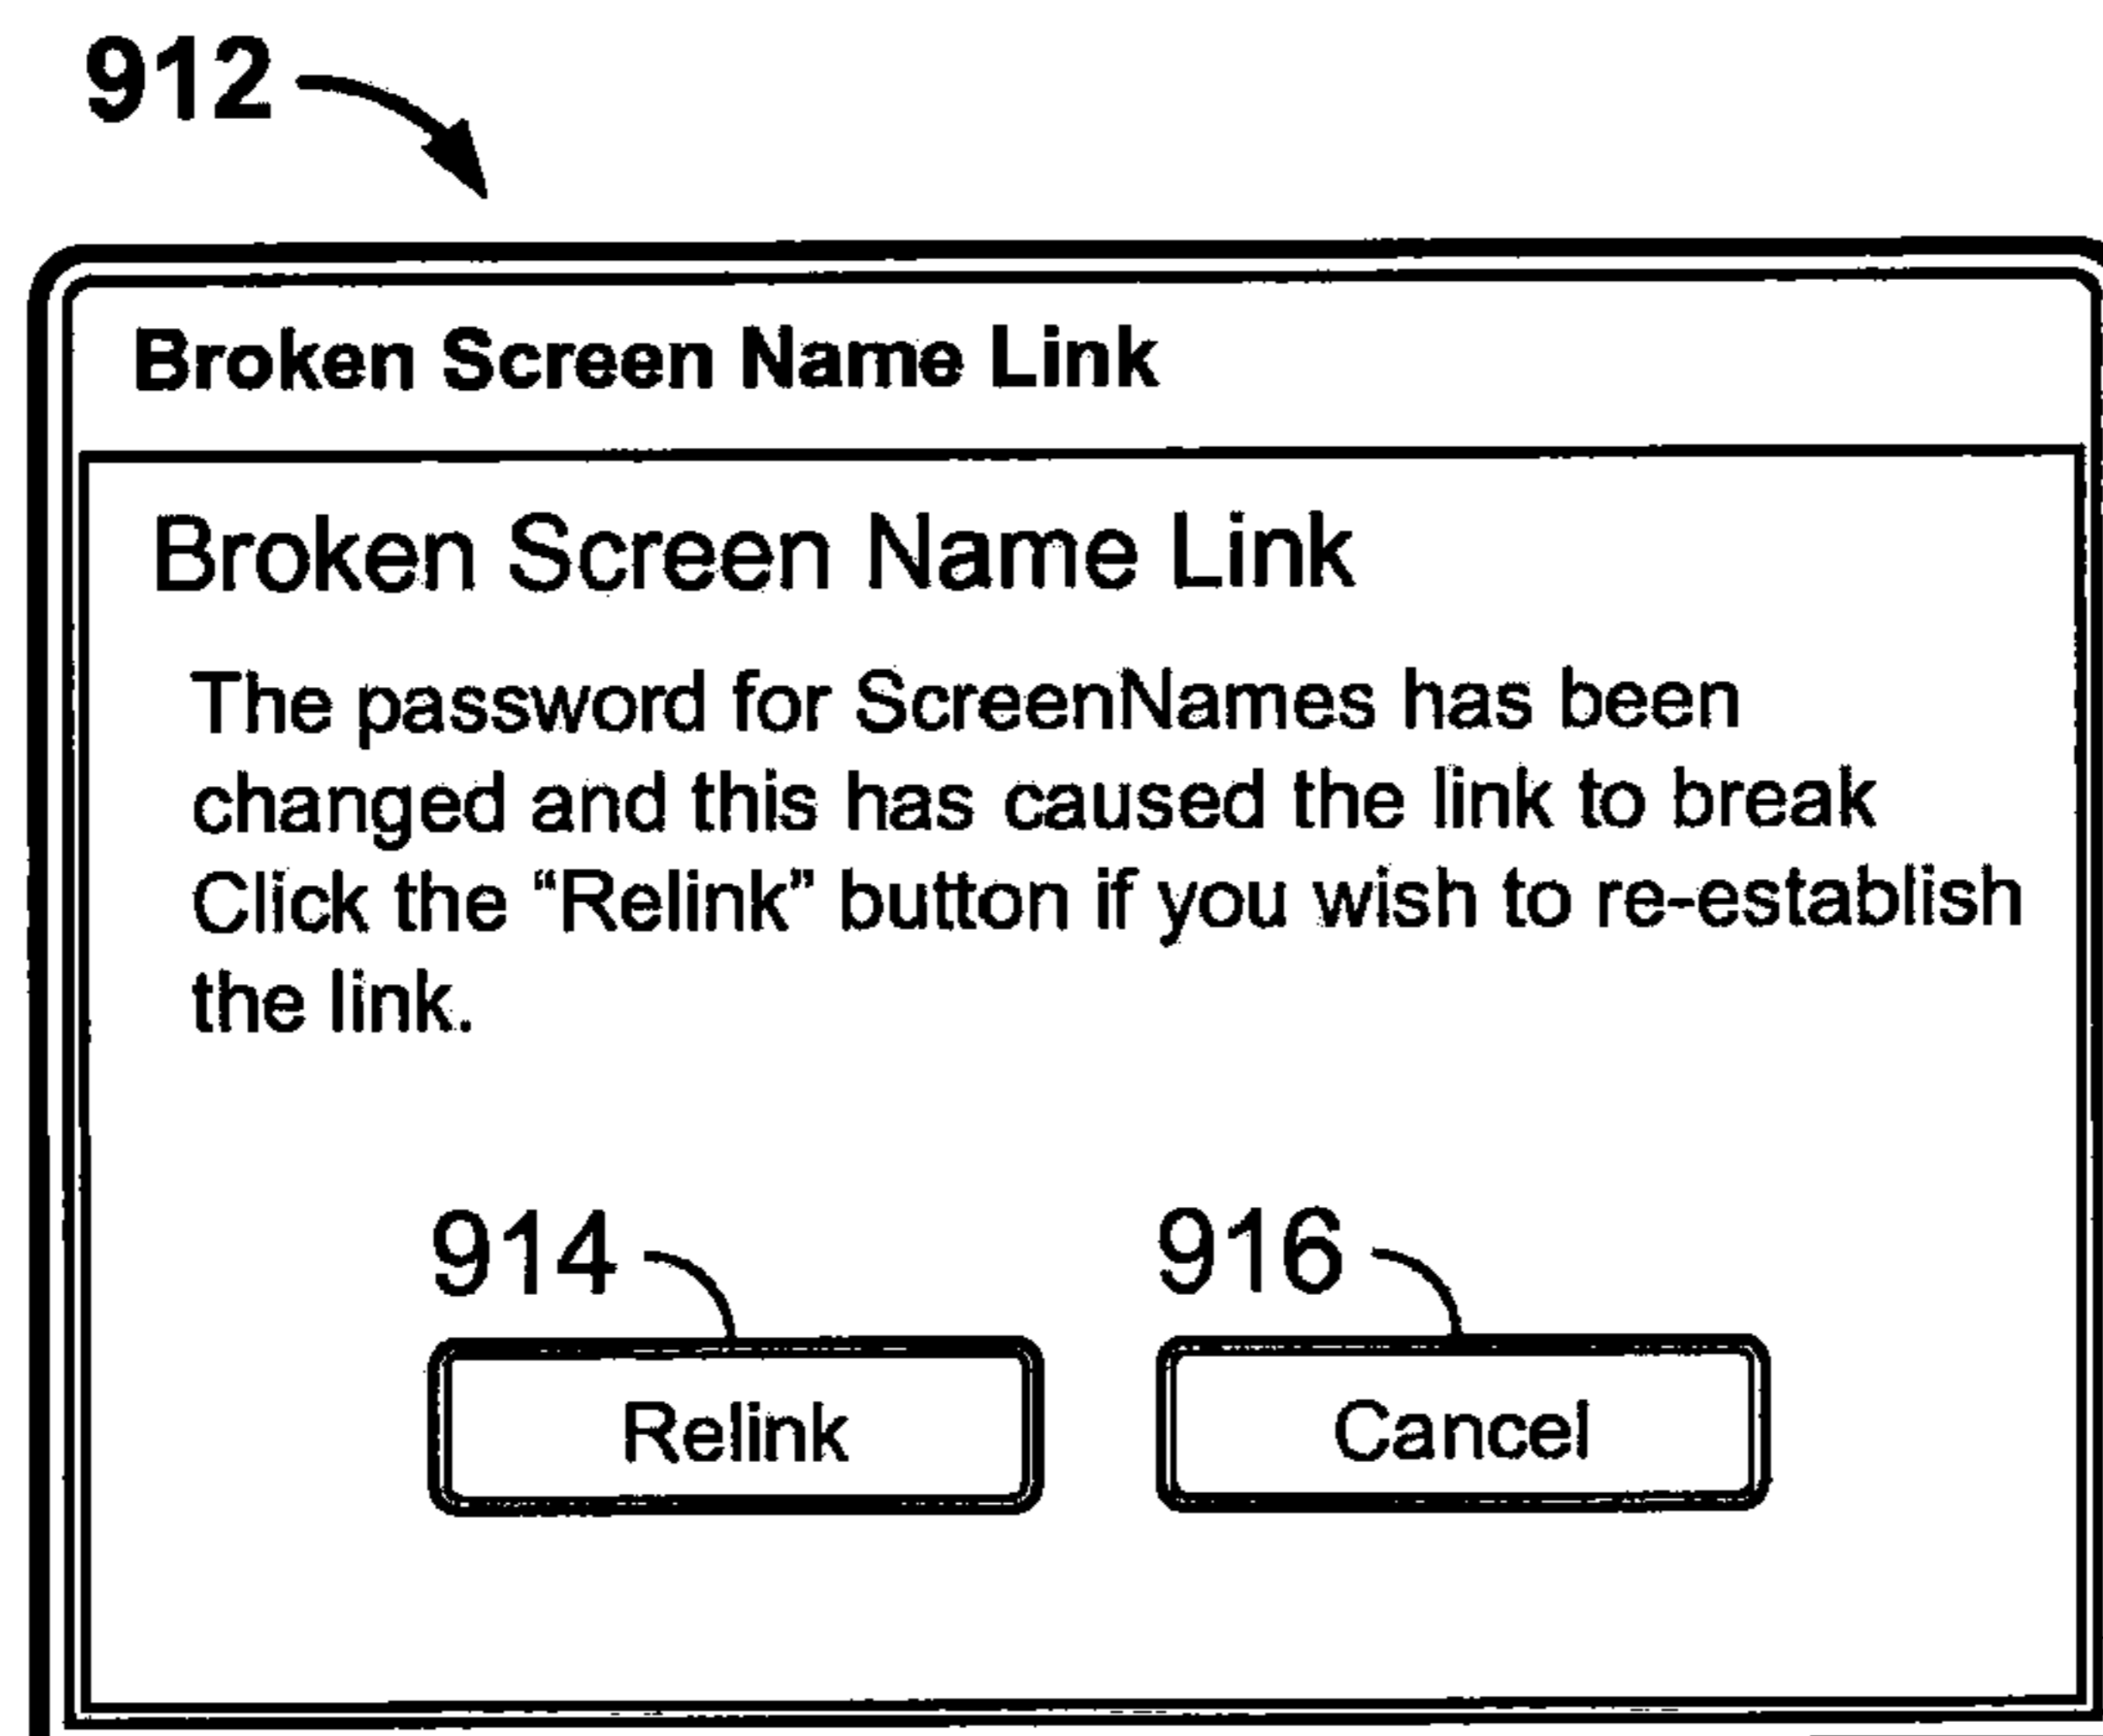 912
Broken Screen Name Link
Broken Screen Name Link
The password for ScreenNames has been
changed and this has caused the link to break
Click the “Relink” button if you wish to re-establish
the link.
914
916
Relink
Cancel